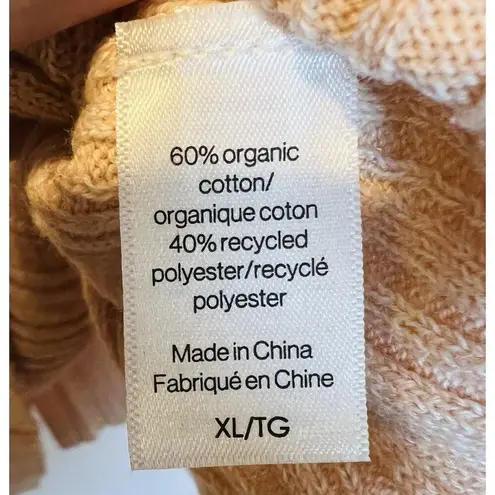 60% organic
cotton/
organique coton
40% recycled
polyester/recyclé
polyester
Made in China
Fabriqué en Chine
XL/TG